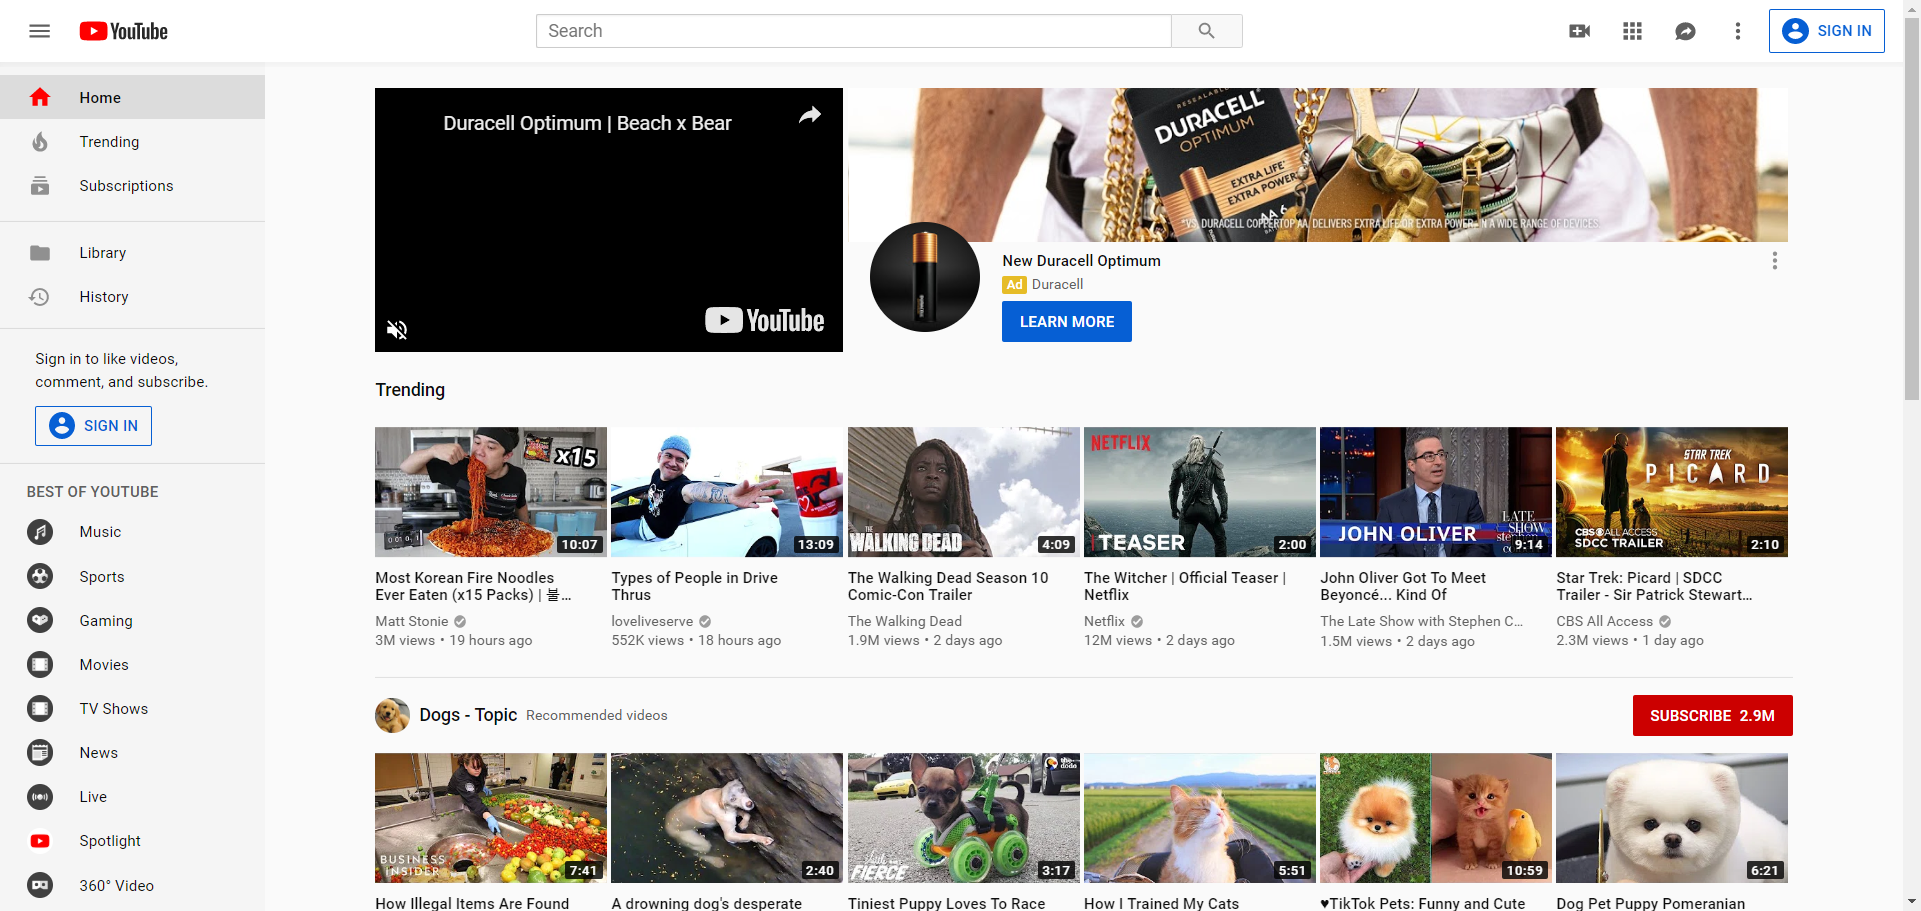 YouTube
Search
SIGN IN
Home
Trending
Subscriptions
Library
History
Sign in to like videos,
comment, and subscribe.
SIGN IN
BEST OF YOUTUBE
Music
Sports
Gaming
Movies
TV Shows
News
Live
Spotlight
360° Video
Duracell Optimum | Beach x Bear
YouTube
RESEALABLE
DURACELL
OPTIMUM
EXTRA LIFE*
EXTRA POWER*
AA6
*VS. DURACELL COPPERTOP AA. DELIVERS EXTRA LIFE OR EXTRA POWER IN A WIDE RANGE OF DEVICES.
New Duracell Optimum
Ad Duracell
LEARN MORE
Trending
x15
10:07
Most Korean Fire Noodles
Ever Eaten (x15 Packs) | 불...
Matt Stonie
3M views • 19 hours ago
13:09
Types of People in Drive
Thrus
loveliveserve
552K views • 18 hours ago
THE
WALKING DEAD
4:09
The Walking Dead Season 10
Comic-Con Trailer
The Walking Dead
1.9M views • 2 days ago
NETFLIX
TEASER
2:00
The Witcher | Official Teaser |
Netflix
Netflix
12M views • 2 days ago
JOHN OLIVER
LATE
SHOW
9:14
John Oliver Got To Meet
Beyoncé... Kind Of
The Late Show with Stephen C...
1.5M views • 2 days ago
STAR TREK
PICARD
CBS ALL ACCESS
SDCC TRAILER
2:10
Star Trek: Picard | SDCC
Trailer - Sir Patrick Stewart...
CBS All Access
2.3M views • 1 day ago
Dogs - Topic Recommended videos
SUBSCRIBE 2.9M
BUSINESS
INSIDER
7:41
How Illegal Items Are Found
2:40
A drowning dog's desperate
the
dodo
FIERCE
3:17
Tiniest Puppy Loves To Race
5:51
How I Trained My Cats
10:59
♥TikTok Pets: Funny and Cute
6:21
Dog Pet Puppy Pomeranian